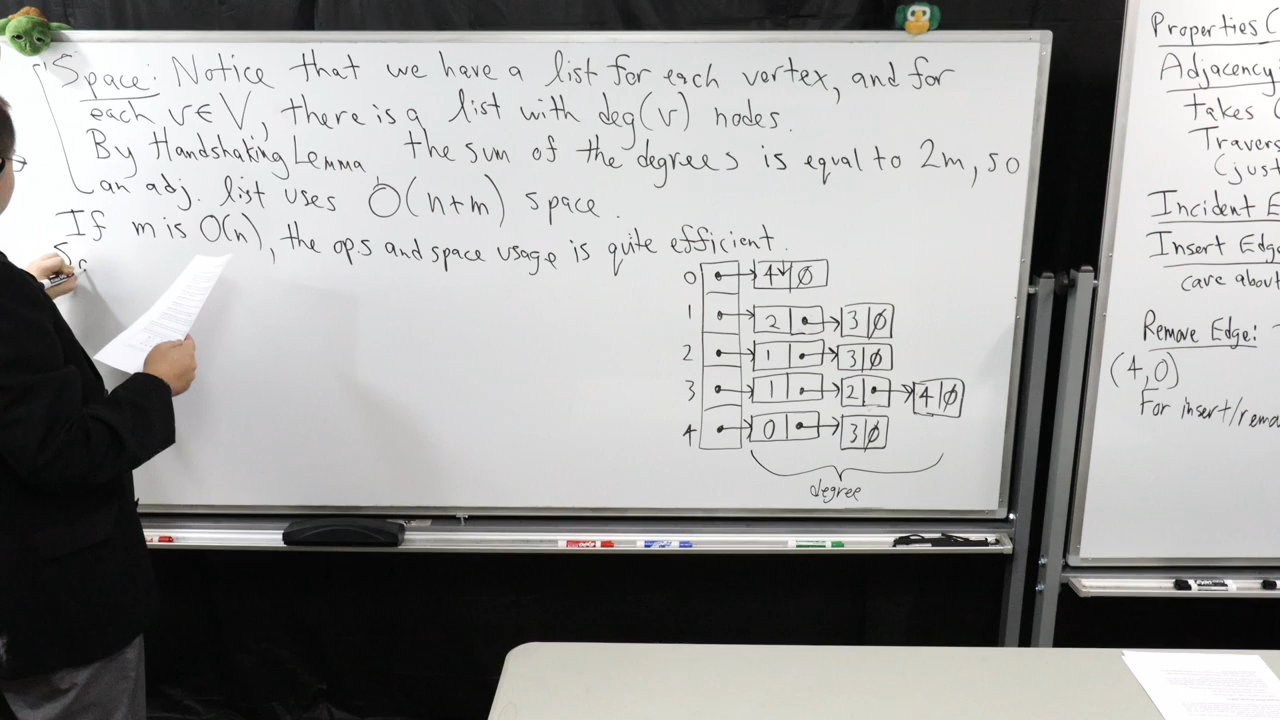 Space: Notice that we have a list for each vertex, and for
each v∈V, there is a list with deg(v) nodes.
By Handshaking Lemma, the sum of the degrees is equal to 2m, so
an adj. list uses O(n+m) space.
If m is O(n), the ops and space usage is quite efficient.
0 4 ∅
1 2 3 ∅
2 1 3 ∅
3 1 2 4 ∅
4 0 3 ∅
degree
Properties (
Adjacency:
takes (
Travers
(just
Incident E
Insert Edge
care about
Remove Edge:
(4,0)
For insert/remo